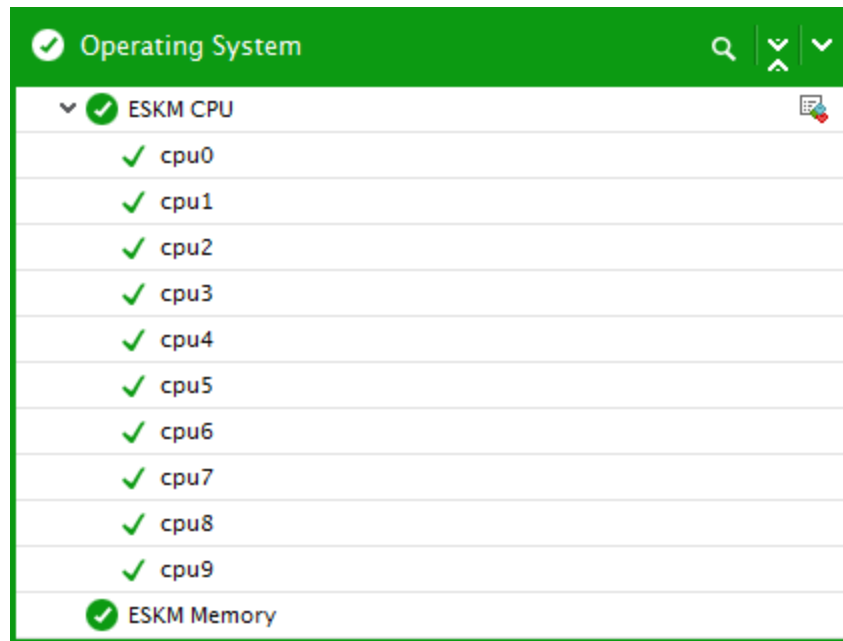 Operating System
ESKM CPU
cpu0
cpu1
cpu2
cpu3
cpu4
cpu5
cpu6
cpu7
cpu8
cpu9
ESKM Memory